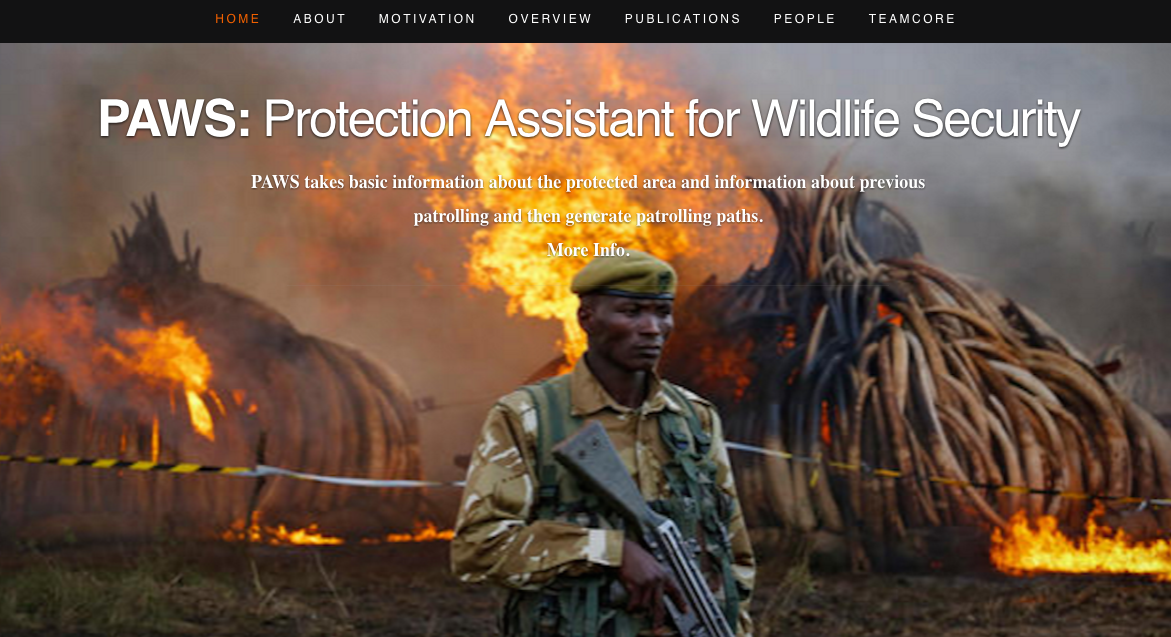 HOME ABOUT MOTIVATION OVERVIEW PUBLICATIONS PEOPLE TEAMCORE
PAWS: Protection Assistant for Wildlife Security
PAWS takes basic information about the protected area and information about previous
patrolling and then generate patrolling paths.
More Info.